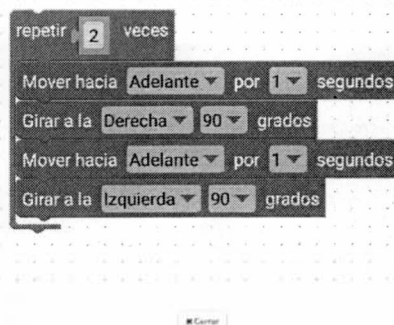 repetir 2 veces
Mover hacia Adelante por 1 segundos
Girar a la Derecha 90 grados
Mover hacia Adelante por 1 segundos
Girar a la Izquierda 90 grados
✖ Cerrar